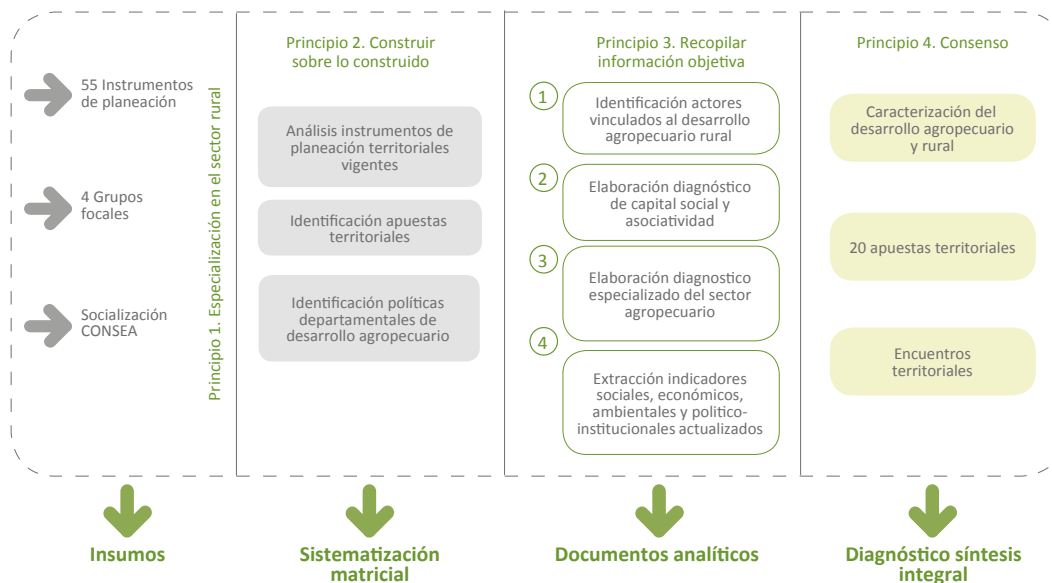 55 Instrumentos
de planeación
4 Grupos
focales
Socialización
CONSEA
Principio 1. Especialización en el sector rural
Principio 2. Construir
sobre lo construido
Análisis instrumentos de
planeación territoriales
vigentes
Identificación apuestas
territoriales
Identificación políticas
departamentales de
desarrollo agropecuario
Principio 3. Recopilar
información objetiva
1
Identificación actores
vinculados al desarrollo
agropecuario rural
2
Elaboración diagnóstico
de capital social y
asociatividad
3
Elaboración diagnostico
especializado del sector
agropecuario
4
Extracción indicadores
sociales, económicos,
ambientales y politico-
institucionales actualizados
Principio 4. Consenso
Caracterización del
desarrollo agropecuario
y rural
20 apuestas territoriales
Encuentros
territoriales
Insumos
Sistematización
matricial
Documentos analíticos
Diagnóstico síntesis
integral